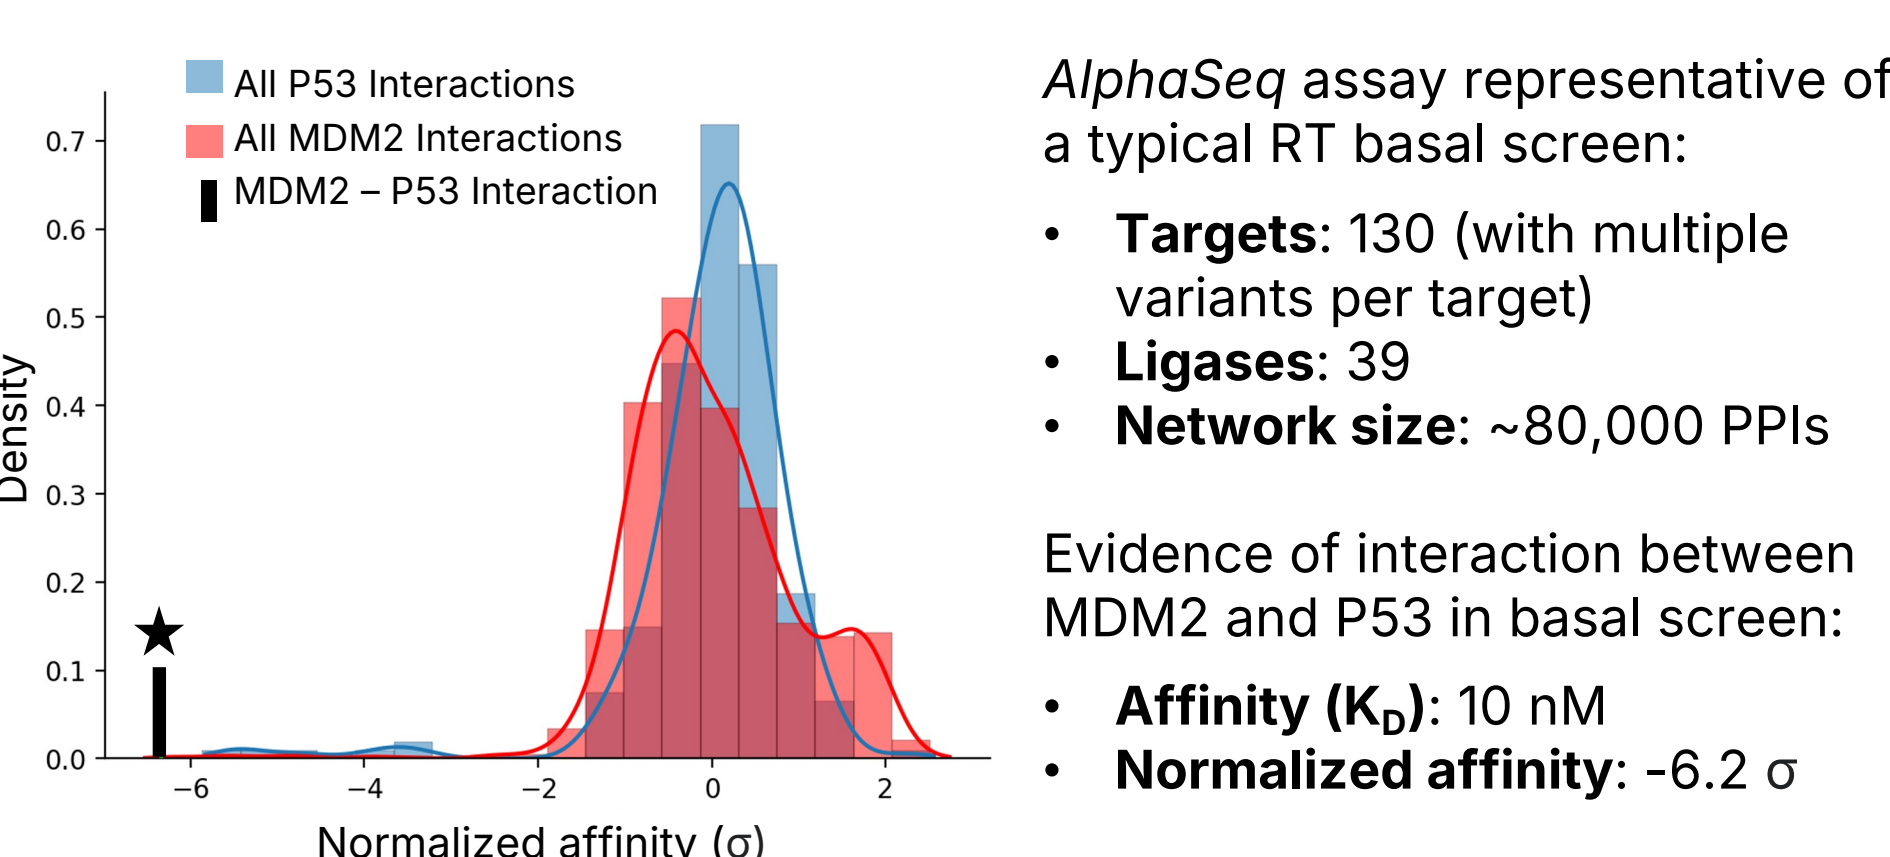 All P53 Interactions
All MDM2 Interactions
MDM2 – P53 Interaction
Density
0.7
0.6
0.5
0.4
0.3
0.2
0.1
0.0
−6
−4
−2
0
2
Normalized affinity (σ)
AlphaSeq assay representative of
a typical RT basal screen:
• Targets: 130 (with multiple
variants per target)
• Ligases: 39
• Network size: ~80,000 PPIs
Evidence of interaction between
MDM2 and P53 in basal screen:
• Affinity (KD): 10 nM
• Normalized affinity: -6.2 σ